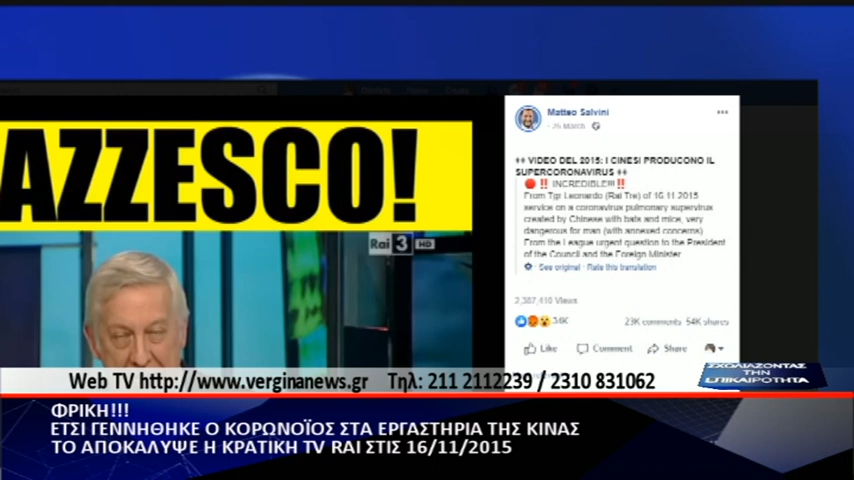 AZZESCO!
Rai 3 HD
Matteo Salvini
25 March
++ VIDEO DEL 2015: I CINESI PRODUCONO IL
SUPERCORONAVIRUS ++
INCREDIBLE!!!
From Tgr Leonardo (Rai Tre) of 16.11.2015
service on a coronavirus pulmonary supervirus
created by Chinese with bats and mice, very
dangerous for man (with annexed concerns)
From the League urgent question to the President
of the Council and the Foreign Minister
See original · Rate this translation
2,387,410 Views
34K
23K comments 54K shares
Like Comment Share
Web TV http://www.verginanews.gr Τηλ: 211 2112239 / 2310 831062
ΣΧΟΛΙΑΖΟΝΤΑΣ
ΤΗΝ
ΕΠΙΚΑΙΡΟΤΗΤΑ
ΦΡΙΚΗ!!!
ΕΤΣΙ ΓΕΝΝΗΘΗΚΕ Ο ΚΟΡΩΝΟΪΟΣ ΣΤΑ ΕΡΓΑΣΤΗΡΙΑ ΤΗΣ ΚΙΝΑΣ
ΤΟ ΑΠΟΚΑΛΥΨΕ Η ΚΡΑΤΙΚΗ TV RAI ΣΤΙΣ 16/11/2015